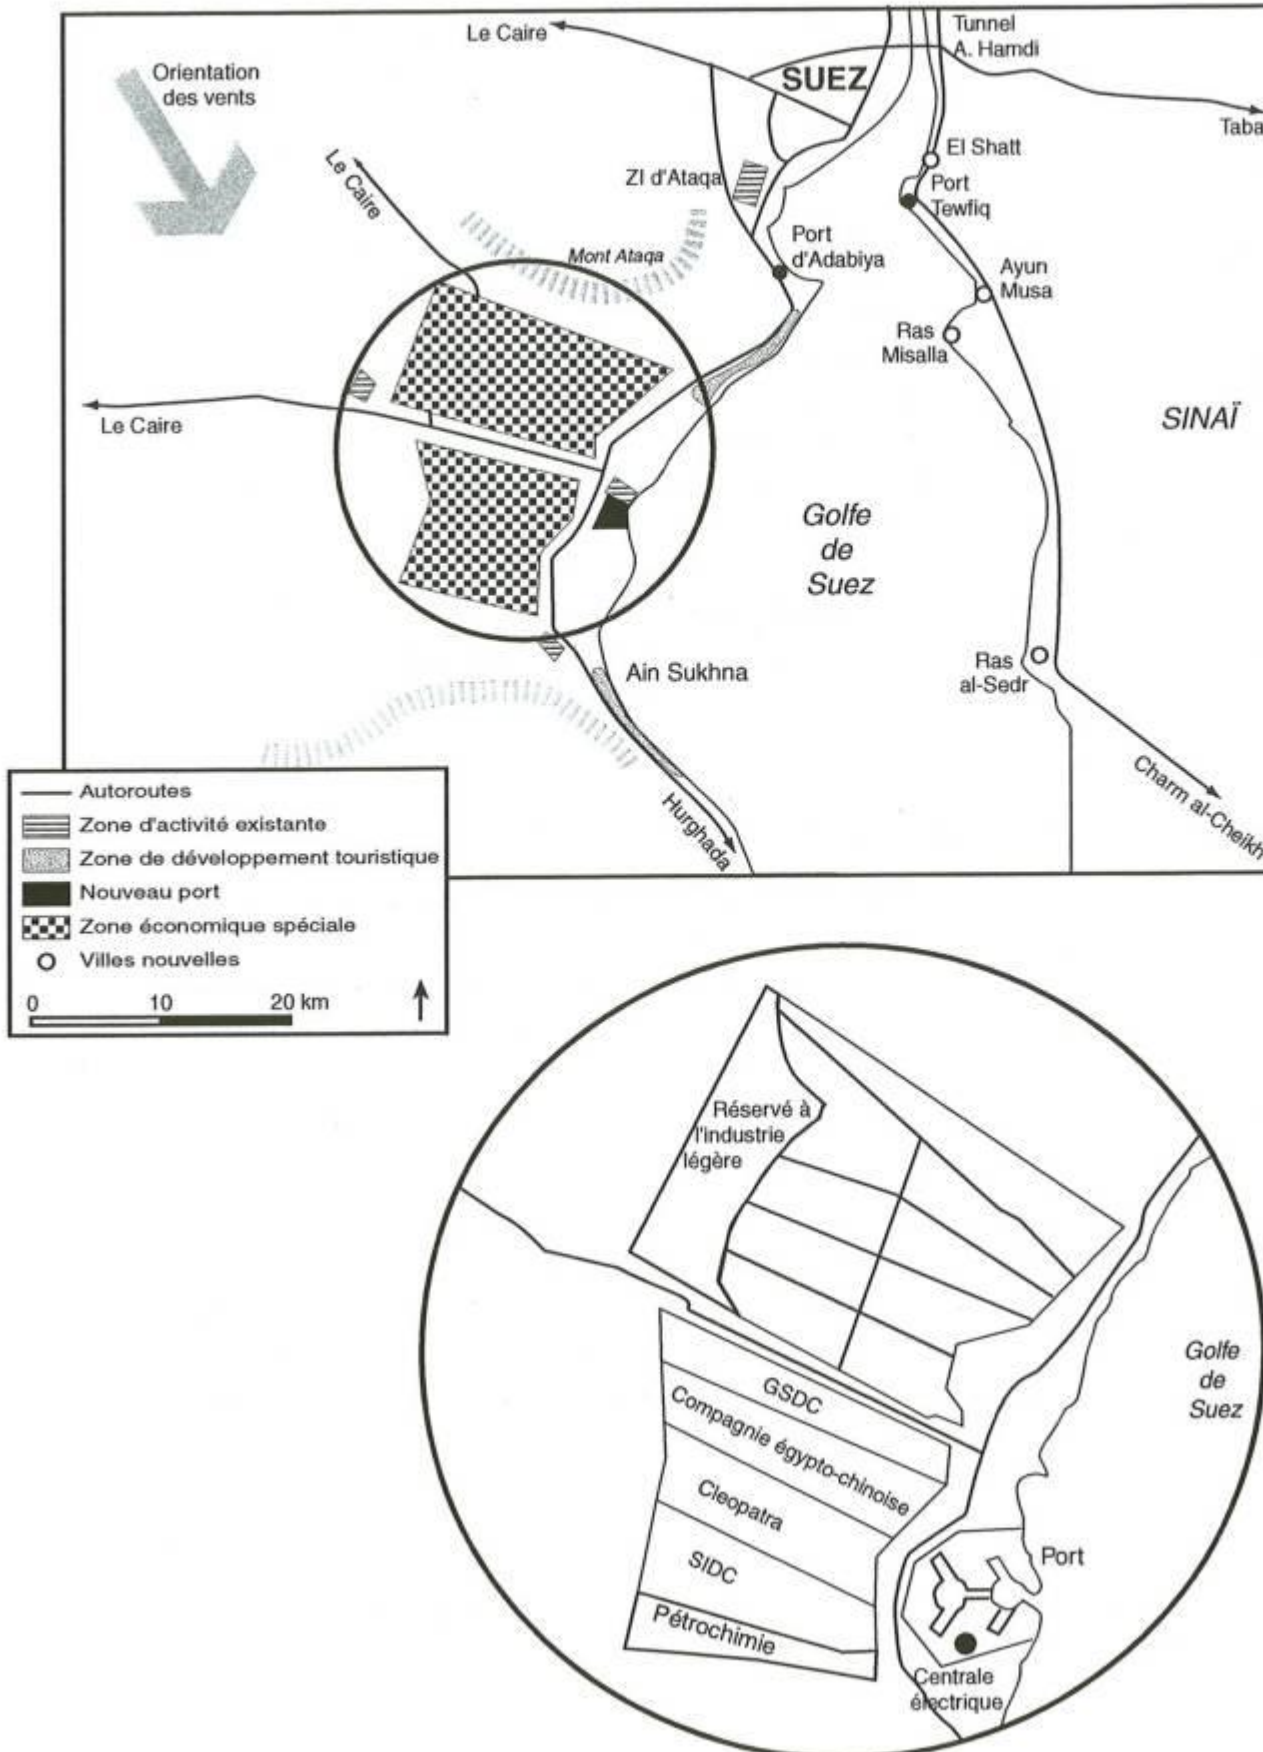 Tunnel
A. Hamdi
Le Caire
Orientation
des vents
SUEZ
Taba
El Shatt
Le Caire
ZI d'Ataqa
Port
Tewfiq
Port
d'Adabiya
Mont Ataqa
Ayun
Musa
Ras
Misalla
SINAÏ
Le Caire
Golfe
de
Suez
Ras
al-Sedr
Ain Sukhna
Charm al-Cheikh
Hurghada
Autoroutes
Zone d'activité existante
Zone de développement touristique
Nouveau port
Zone économique spéciale
Villes nouvelles
0 10 20 km
Réservé à
l'industrie
légère
Golfe
de
Suez
GSDC
Compagnie égypto-chinoise
Cleopatra
SIDC
Pétrochimie
Port
Centrale
électrique